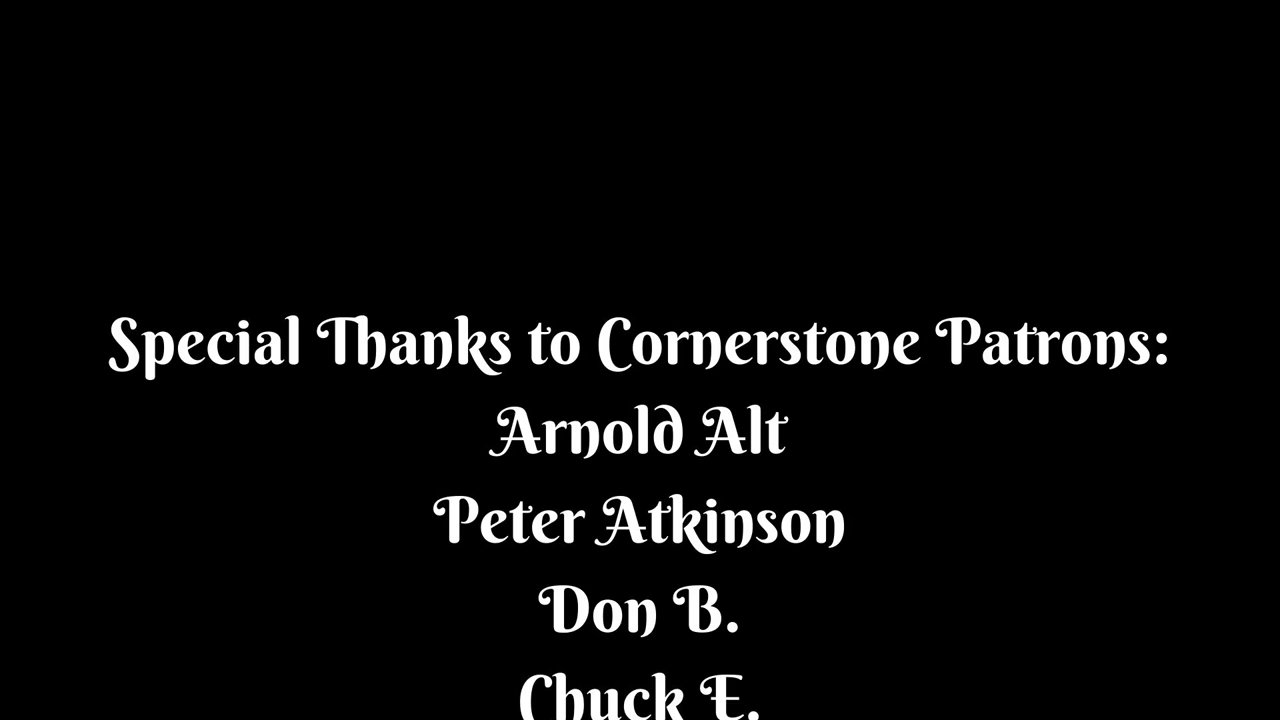 Special Thanks to Cornerstone Patrons:
Arnold Alt
Peter Atkinson
Don B.
Chuck E.